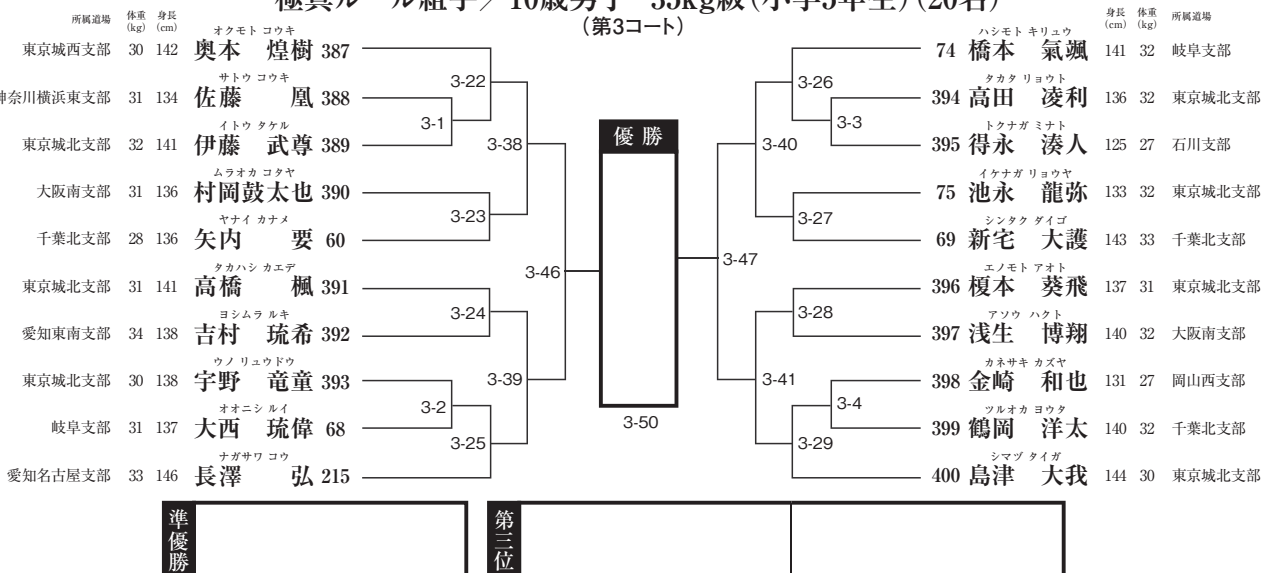 極真ルール組手／10歳男子 -35kg級(小学5年生)(20名)
(第3コート)
所属道場 体重(kg) 身長(cm)
オクモト コウキ
東京城西支部 30 142 奥本 煌樹 387
サトウ コウキ
神奈川横浜東支部 31 134 佐藤 凰 388
イトウ タケル
東京城北支部 32 141 伊藤 武尊 389
ムラオカ コタヤ
大阪南支部 31 136 村岡鼓太也 390
ヤナイ カナメ
千葉北支部 28 136 矢内 要 60
タカハシ カエデ
東京城北支部 31 141 高橋 楓 391
ヨシムラ ルキ
愛知東南支部 34 138 吉村 琉希 392
ウノ リュウドウ
東京城北支部 30 138 宇野 竜童 393
オオニシ ルイ
岐阜支部 31 137 大西 琉偉 68
ナガサワ コウ
愛知名古屋支部 33 146 長澤 弘 215
3-22
3-1
3-38
3-23
3-46
3-24
3-39
3-2
3-25
優勝
3-50
3-26
3-3
3-40
3-27
3-47
3-28
3-41
3-4
3-29
身長(cm) 体重(kg) 所属道場
ハシモト キリュウ
74 橋本 氣颯 141 32 岐阜支部
タカタ リョウト
394 高田 凌利 136 32 東京城北支部
トクナガ ミナト
395 得永 湊人 125 27 石川支部
イケナガ リョウヤ
75 池永 龍弥 133 32 東京城北支部
シンタク ダイゴ
69 新宅 大護 143 33 千葉北支部
エノモト アオト
396 榎本 葵飛 137 31 東京城北支部
アソウ ハクト
397 浅生 博翔 140 32 大阪南支部
カネサキ カズヤ
398 金崎 和也 131 27 岡山西支部
ツルオカ ヨウタ
399 鶴岡 洋太 140 32 千葉北支部
シマヅ タイガ
400 島津 大我 144 30 東京城北支部
準優勝
第三位